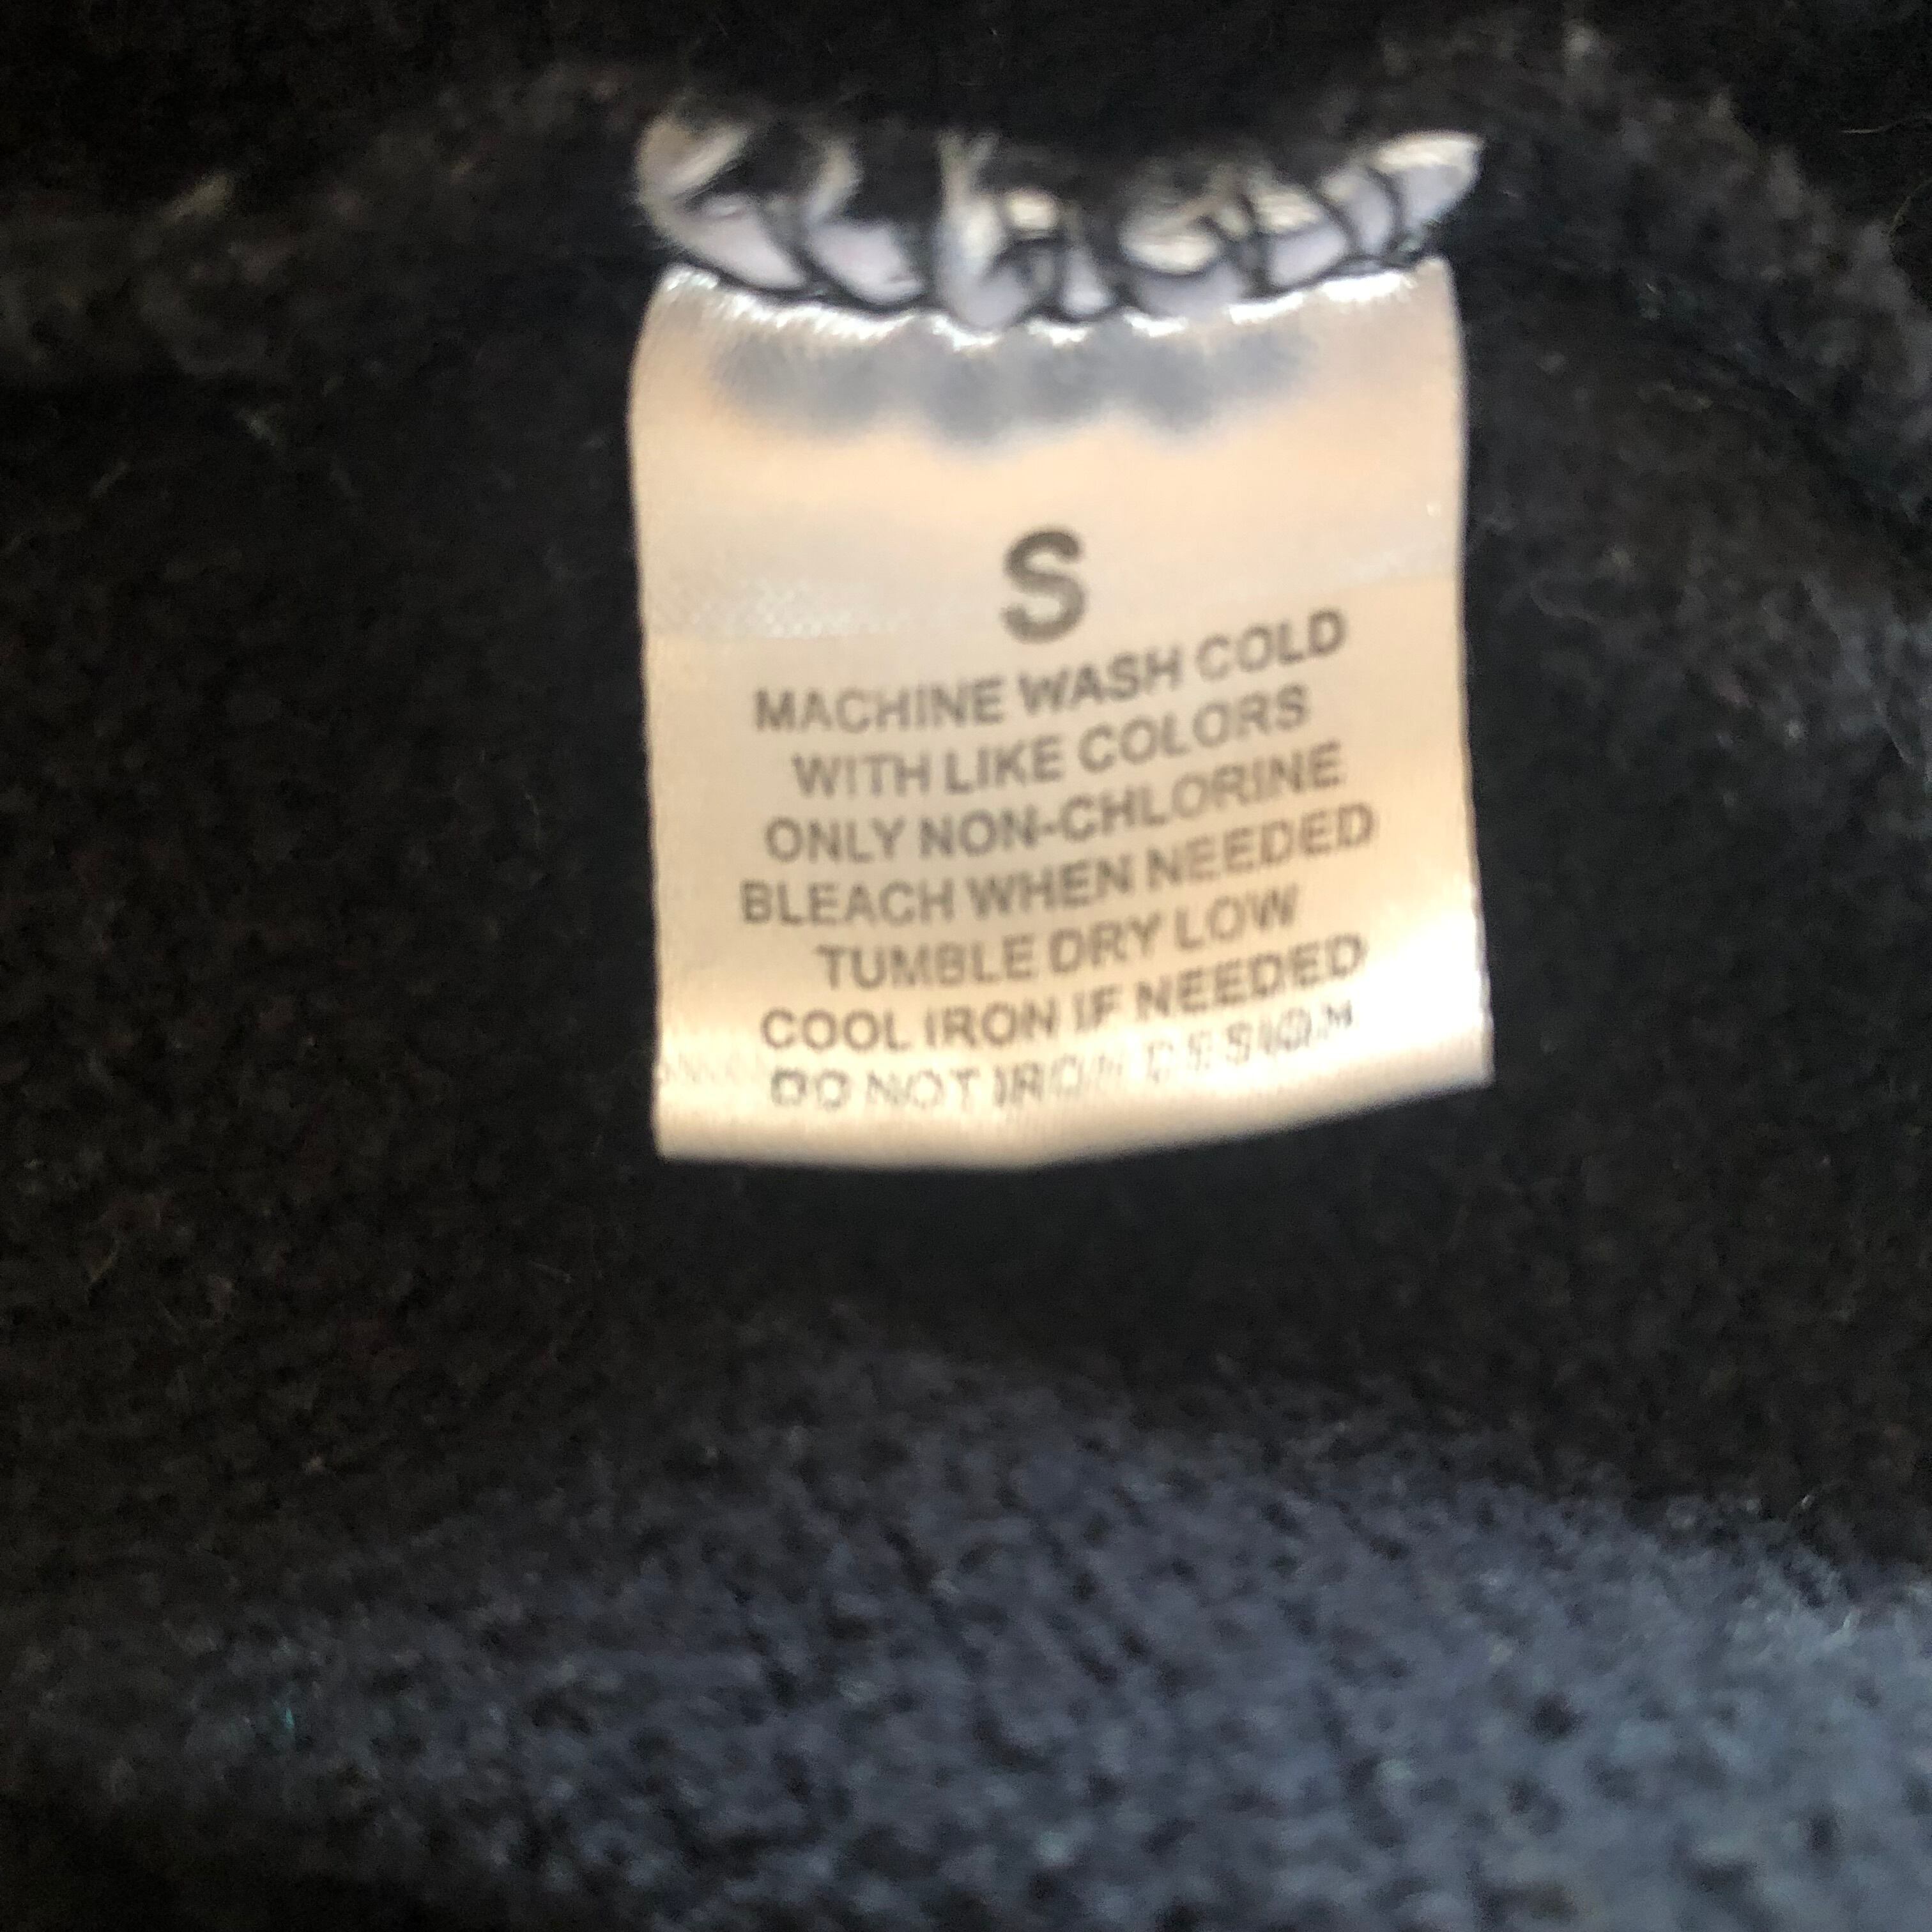 S
MACHINE WASH COLD
WITH LIKE COLORS
ONLY NON-CHLORINE
BLEACH WHEN NEEDED
TUMBLE DRY LOW
COOL IRON IF NEEDED
DO NOT IRON DESIGN